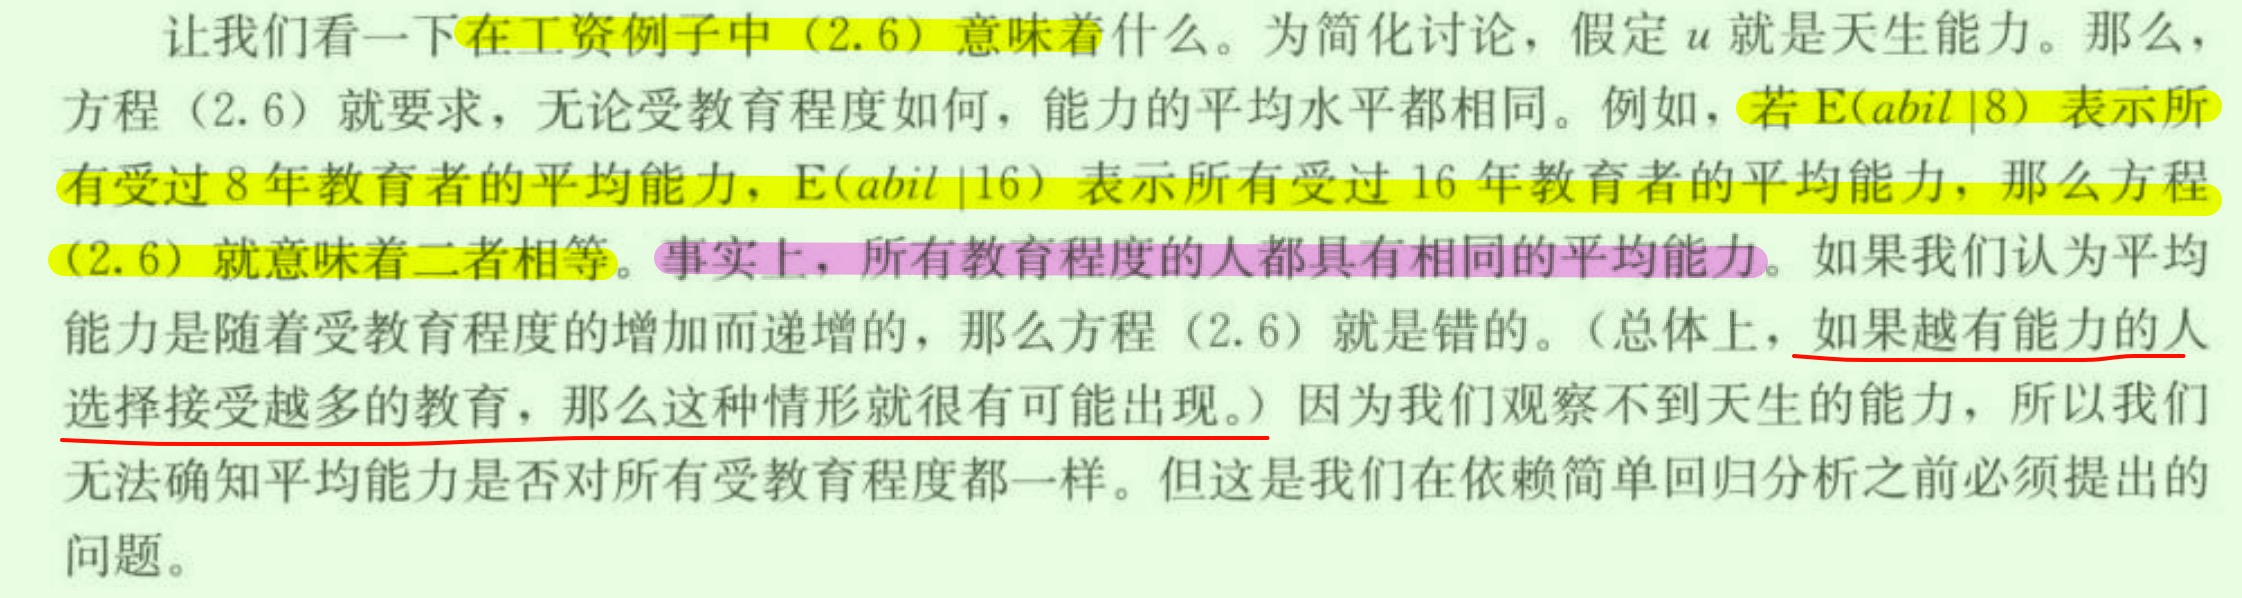 让我们看一下在工资例子中（2.6）意味着什么。为简化讨论，假定 u 就是天生能力。那么，
方程（2.6）就要求，无论受教育程度如何，能力的平均水平都相同。例如，若 E(abil |8) 表示所
有受过 8 年教育者的平均能力，E(abil |16) 表示所有受过 16 年教育者的平均能力，那么方程
（2.6）就意味着二者相等。事实上，所有教育程度的人都具有相同的平均能力。如果我们认为平均
能力是随着受教育程度的增加而递增的，那么方程（2.6）就是错的。（总体上，如果越有能力的人
选择接受越多的教育，那么这种情形就很有可能出现。）因为我们观察不到天生的能力，所以我们
无法确知平均能力是否对所有受教育程度都一样。但这是我们在依赖简单回归分析之前必须提出的
问题。